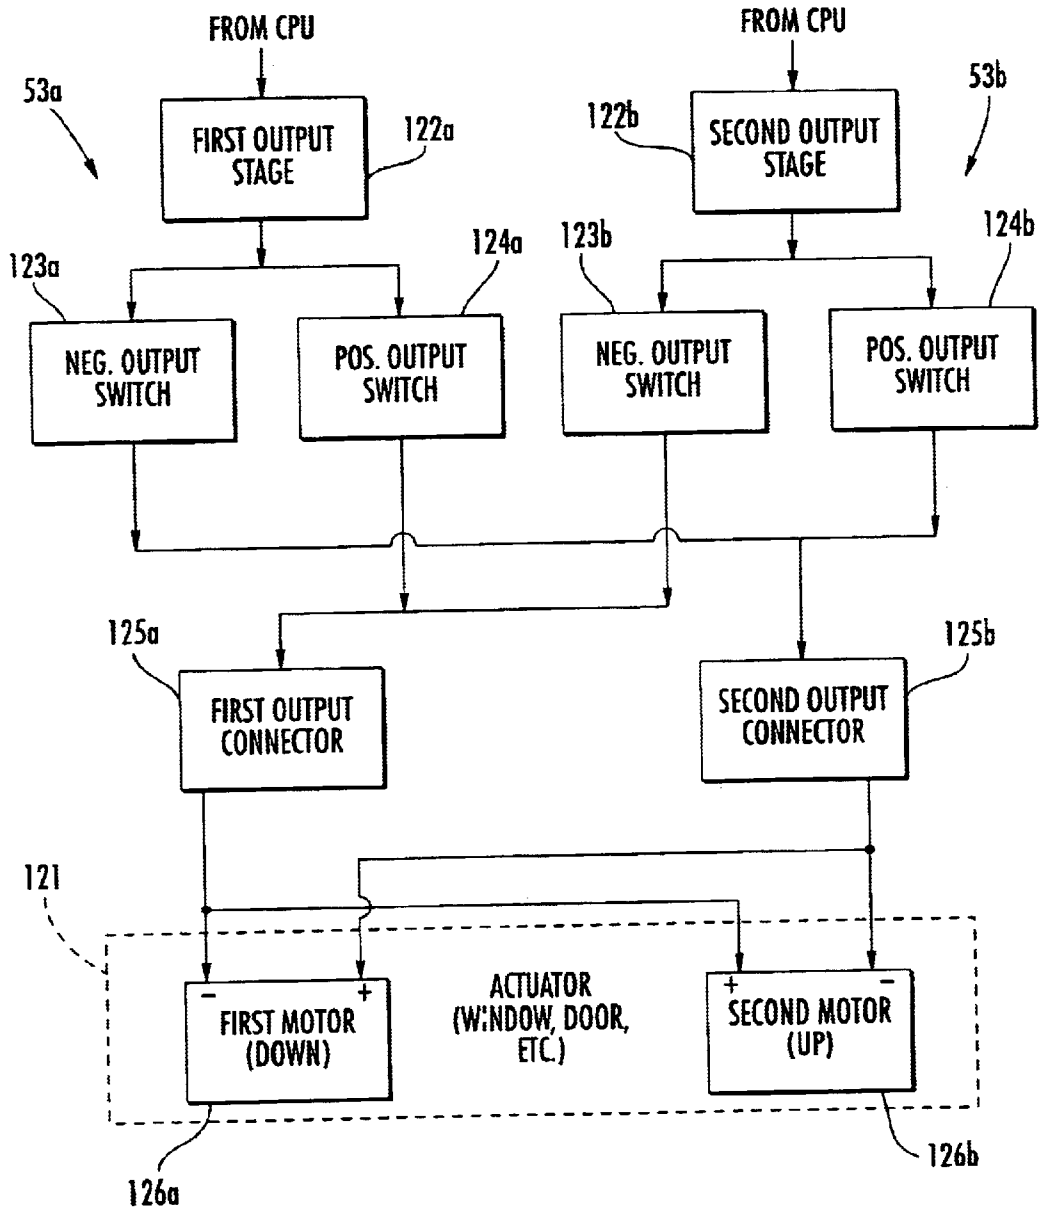 FROM CPU
FROM CPU
53a
53b
FIRST OUTPUT
STAGE
122a
122b
SECOND OUTPUT
STAGE
123a
124a
123b
124b
NEG. OUTPUT
SWITCH
POS. OUTPUT
SWITCH
NEG. OUTPUT
SWITCH
POS. OUTPUT
SWITCH
125a
125b
FIRST OUTPUT
CONNECTOR
SECOND OUTPUT
CONNECTOR
121
- +
FIRST MOTOR
(DOWN)
ACTUATOR
(WINDOW, DOOR,
ETC.)
+ -
SECOND MOTOR
(UP)
126a
126b